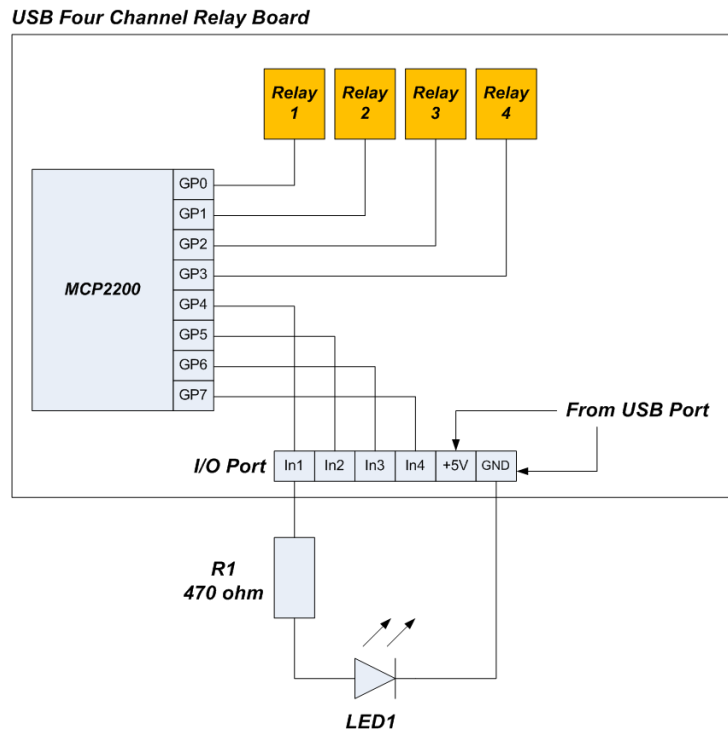 USB Four Channel Relay Board
Relay
1
Relay
2
Relay
3
Relay
4
MCP2200
GP0
GP1
GP2
GP3
GP4
GP5
GP6
GP7
From USB Port
I/O Port
In1
In2
In3
In4
+5V
GND
R1
470 ohm
LED1